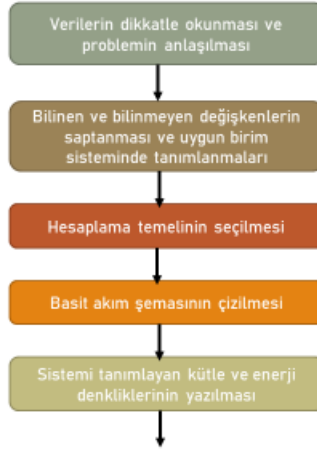 Verilerin dikkatle okunması ve
problemin anlaşılması
Bilinen ve bilinmeyen değişkenlerin
saptanması ve uygun birim
sisteminde tanımlanmaları
Hesaplama temelinin seçilmesi
Basit akım şemasının çizilmesi
Sistemi tanımlayan kütle ve enerji
denkliklerinin yazılması